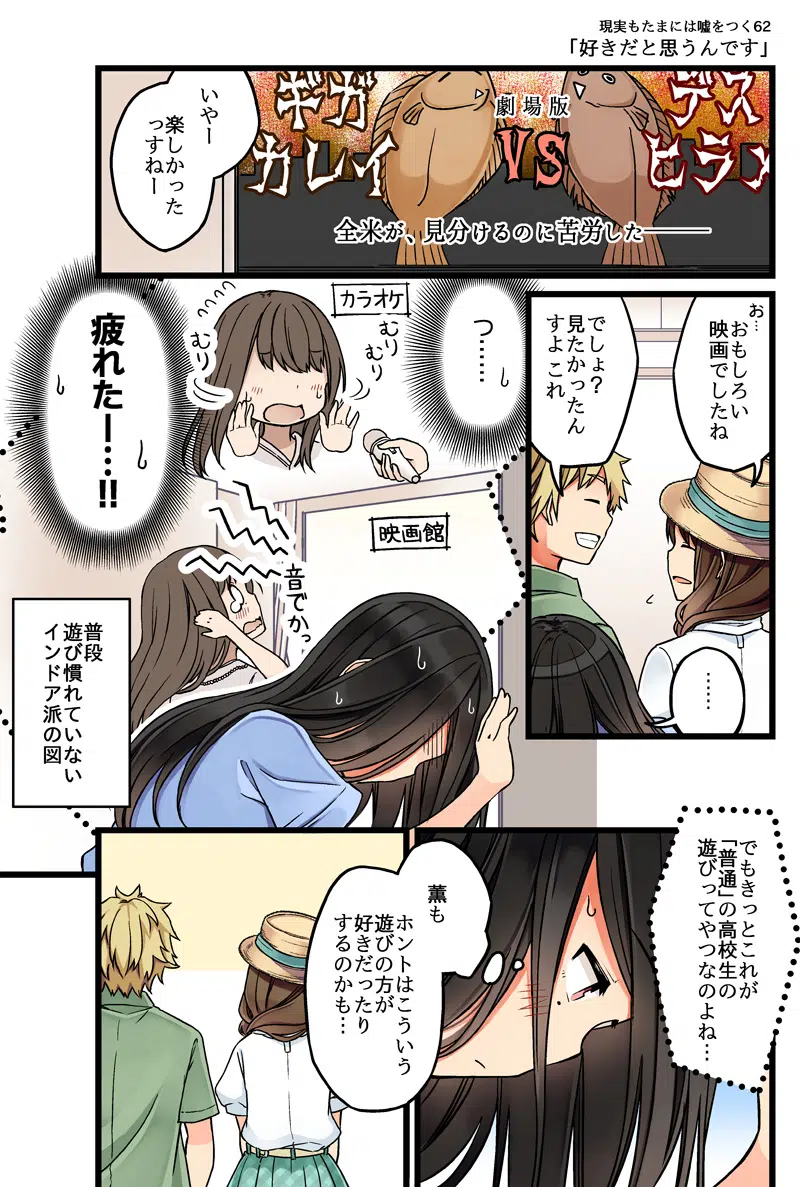 現実もたまには嘘をつく62
「好きだと思うんです」
デス
ヒラメ
劇場版
VS
ギガ
カレイ
全米が、見分けるのに苦労した――
いやー
楽しかった
っすねー
お…
おもしろい
映画でしたね
でしょ?
見たかったん
すよ これ
……
つ……
カラオケ
むり
むり
むり
むり
疲れたー…!!
映画館
音でかっ
普段
遊び慣れていない
インドア派の図
でもきっとこれが
「普通」の高校生の
遊びってやつなのよね…
薫も
ホントはこういう
遊びの方が
好きだったり
するのかも…